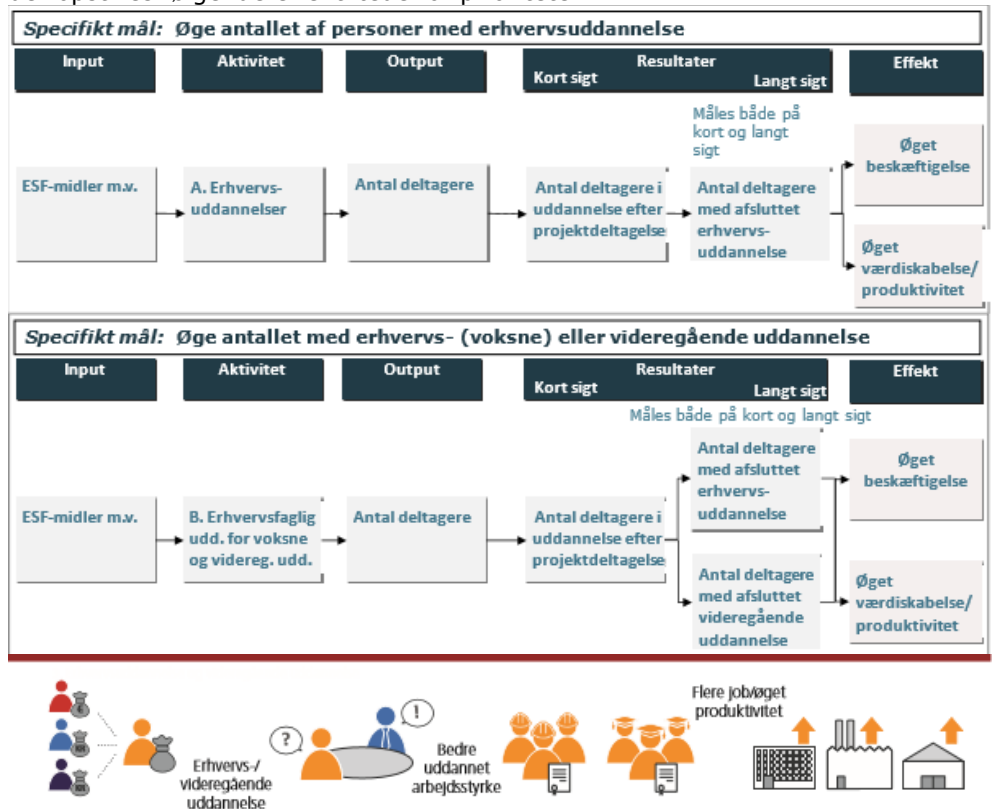 Specifikt mål: Øge antallet af personer med erhvervsuddannelse
Input
Aktivitet
Output
Resultater
Kort sigt
Langt sigt
Effekt
Måles både på
kort og langt
sigt
ESF-midler m.v.
A. Erhvervs-
uddannelser
Antal deltagere
Antal deltagere i
uddannelse efter
projektdeltagelse
Antal deltagere
med afsluttet
erhvervs-
uddannelse
Øget
beskæftigelse
Øget
værdiskabelse/
produktivitet
Specifikt mål: Øge antallet med erhvervs- (voksne) eller videregående uddannelse
Input
Aktivitet
Output
Resultater
Kort sigt
Langt sigt
Effekt
Måles både på kort og langt sigt
ESF-midler m.v.
B. Erhvervsfaglig
udd. for voksne
og videreg. udd.
Antal deltagere
Antal deltagere i
uddannelse efter
projektdeltagelse
Antal deltagere
med afsluttet
erhvervs-
uddannelse
Antal deltagere
med afsluttet
videregående
uddannelse
Øget
beskæftigelse
Øget
værdiskabelse/
produktivitet
Erhvervs-/
videregående
uddannelse
?
!
Bedre
uddannet
arbejdsstyrke
Flere job/øget
produktivitet